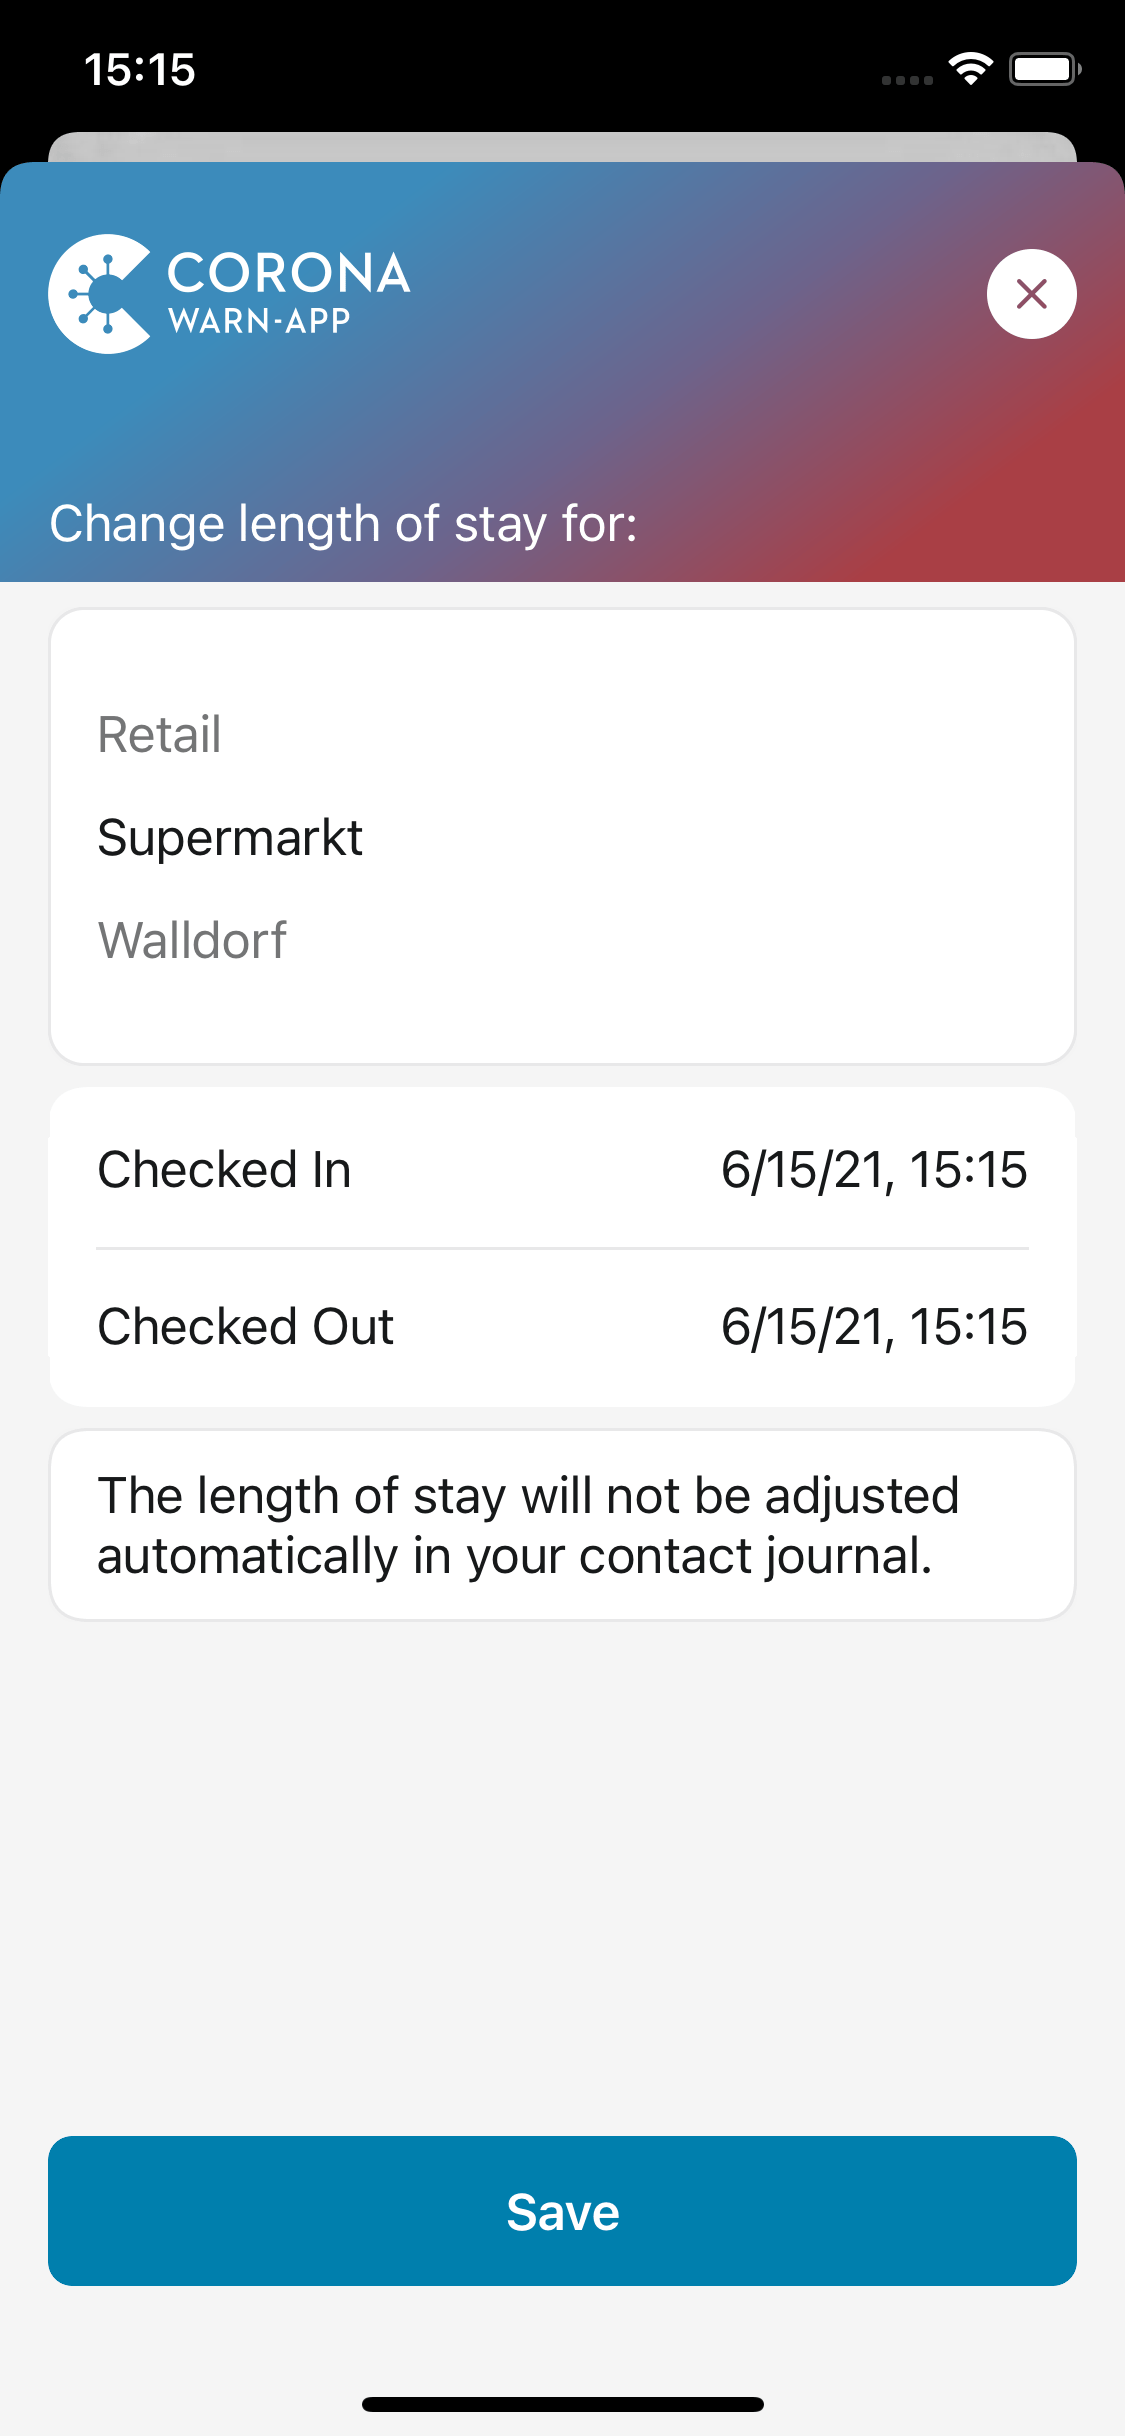 15:15
CORONA
WARN-APP
Change length of stay for:
Retail
Supermarkt
Walldorf
Checked In 6/15/21, 15:15
Checked Out 6/15/21, 15:15
The length of stay will not be adjusted
automatically in your contact journal.
Save